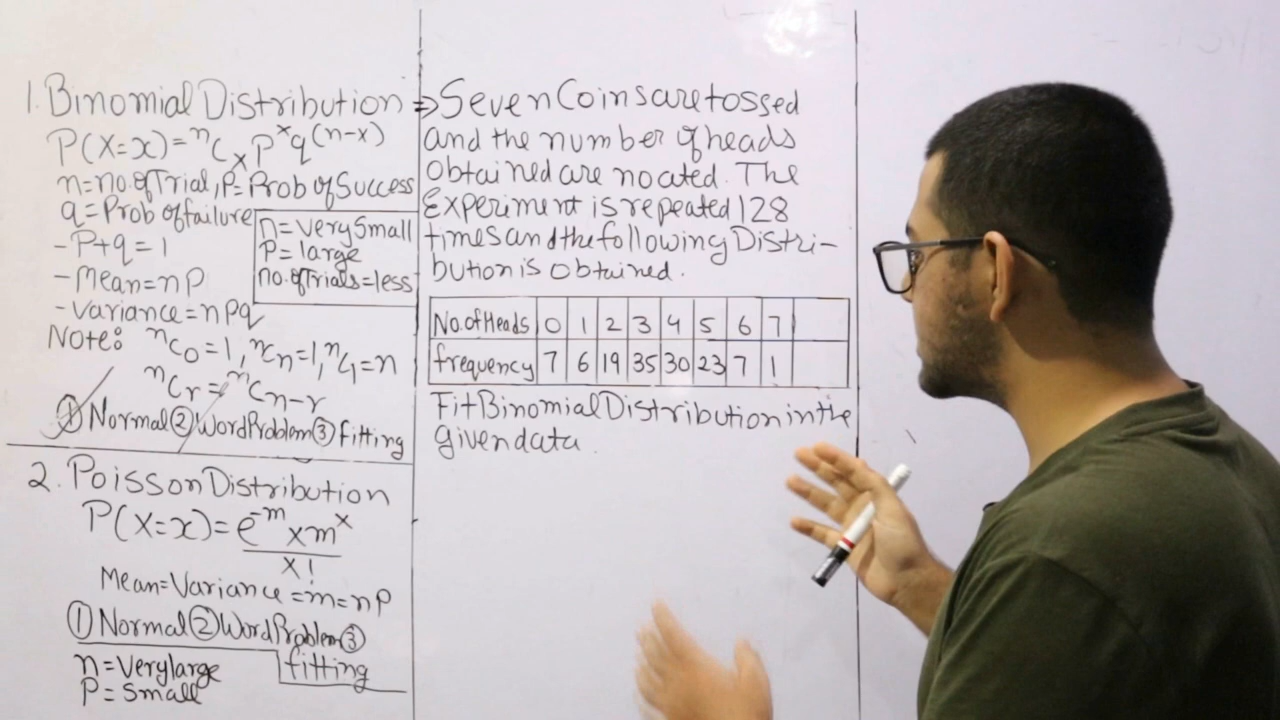 1. Binomial Distribution
P(X=x) = ⁿCₓ Pˣ q⁽ⁿ⁻ˣ⁾
n = no. of Trial, P = Prob of Success
q = Prob of failure
- P+q = 1
- Mean = nP
- Variance = nPq
n = very Small
P = large
no. of Trials = less
Note: ⁿC₀ = 1, ⁿCₙ = 1, ⁿC₁ = n
ⁿCᵣ = ⁿCₙ₋ᵣ
① Normal ② Word Problem ③ fitting
2. Poisson Distribution
P(X=x) = e⁻ᵐ × mˣ
x!
Mean = Variance = m = nP
① Normal ② Word Problem ③
fitting
n = Very large
P = Small
⇒ Seven Coins are tossed
and the number of heads
obtained are nocated. The
Experiment is repeated 128
times and the following Distri-
bution is obtained.
No. of Heads 0 1 2 3 4 5 6 7
frequency 7 6 19 35 30 23 7 1
Fit Binomial Distribution in the
given data.